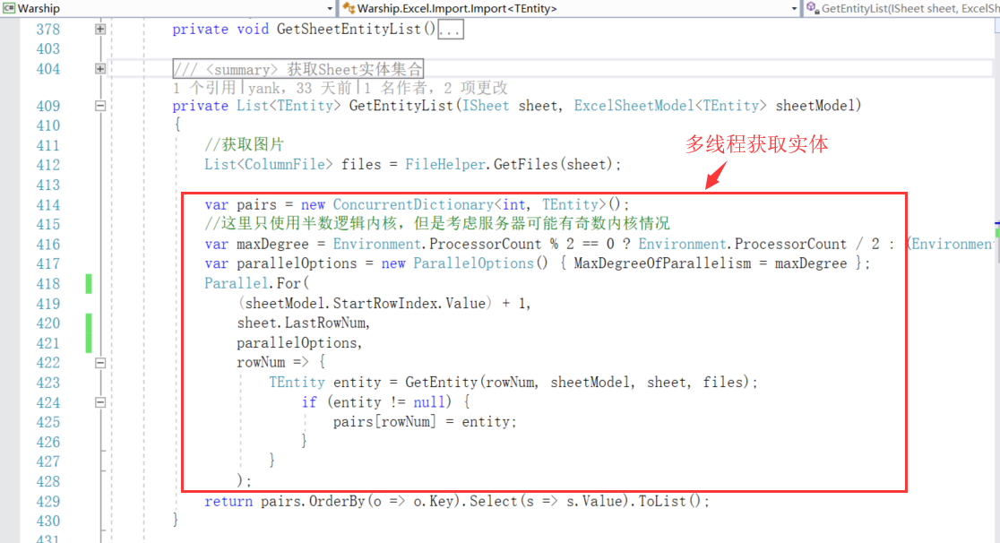 Warship Warship.Excel.Import.Import<TEntity> GetEntityList(ISheet sheet, ExcelSh
378 private void GetSheetEntityList()...
403
404 /// <summary> 获取Sheet实体集合
1 个引用|yank，33 天前|1 名作者，2 项更改
409 private List<TEntity> GetEntityList(ISheet sheet, ExcelSheetModel<TEntity> sheetModel)
410 {
411 //获取图片
多线程获取实体
412 List<ColumnFile> files = FileHelper.GetFiles(sheet);
413
414 var pairs = new ConcurrentDictionary<int, TEntity>();
415 //这里只使用半数逻辑内核，但是考虑服务器可能有奇数内核情况
416 var maxDegree = Environment.ProcessorCount % 2 == 0 ? Environment.ProcessorCount / 2 : (Environment
417 var parallelOptions = new ParallelOptions() { MaxDegreeOfParallelism = maxDegree };
418 Parallel.For(
419 (sheetModel.StartRowIndex.Value) + 1,
420 sheet.LastRowNum,
421 parallelOptions,
422 rowNum => {
423 TEntity entity = GetEntity(rowNum, sheetModel, sheet, files);
424 if (entity != null) {
425 pairs[rowNum] = entity;
426 }
427 }
428 );
429 return pairs.OrderBy(o => o.Key).Select(s => s.Value).ToList();
430 }
431